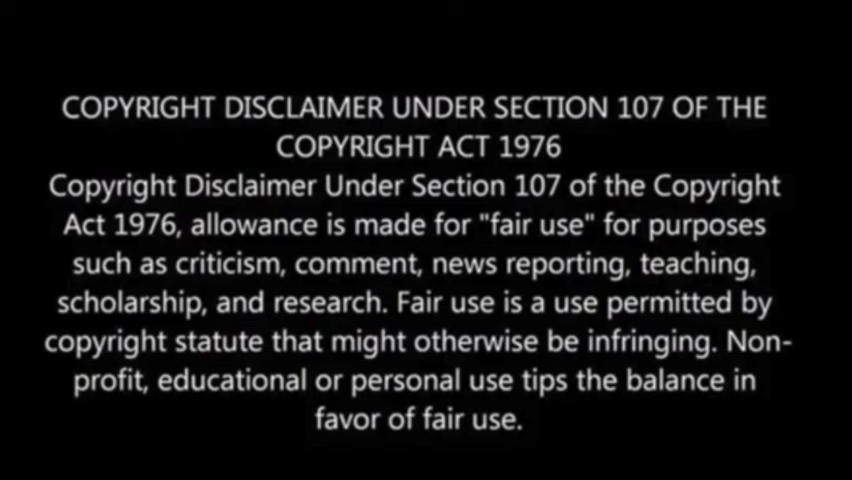 COPYRIGHT DISCLAIMER UNDER SECTION 107 OF THE
COPYRIGHT ACT 1976
Copyright Disclaimer Under Section 107 of the Copyright
Act 1976, allowance is made for "fair use" for purposes
such as criticism, comment, news reporting, teaching,
scholarship, and research. Fair use is a use permitted by
copyright statute that might otherwise be infringing. Non-
profit, educational or personal use tips the balance in
favor of fair use.